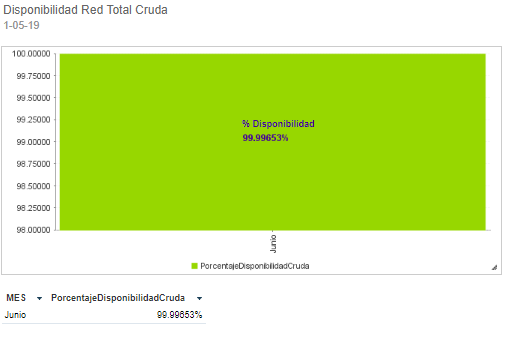 Disponibilidad Red Total Cruda
1-05-19
100.00000
99.75000
99.50000
99.25000
99.00000
98.75000
98.50000
98.25000
98.00000
% Disponibilidad
99.99653%
Junio
PorcentajeDisponibilidadCruda
MES PorcentajeDisponibilidadCruda
Junio 99.99653%